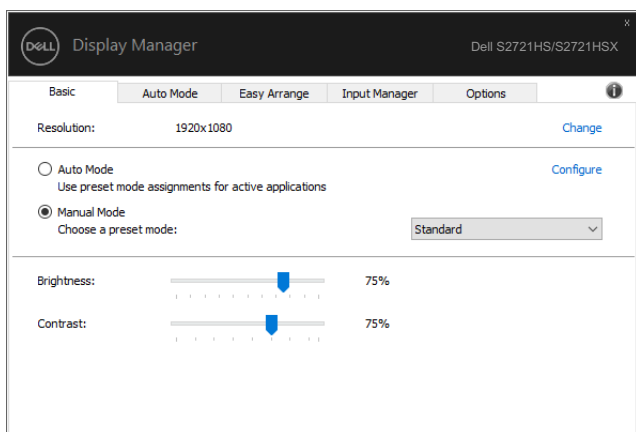 DELL Display Manager Dell S2721HS/S2721HSX x
Basic Auto Mode Easy Arrange Input Manager Options i
Resolution: 1920x1080 Change
Auto Mode Configure
Use preset mode assignments for active applications
Manual Mode
Choose a preset mode: Standard
Brightness: 75%
Contrast: 75%